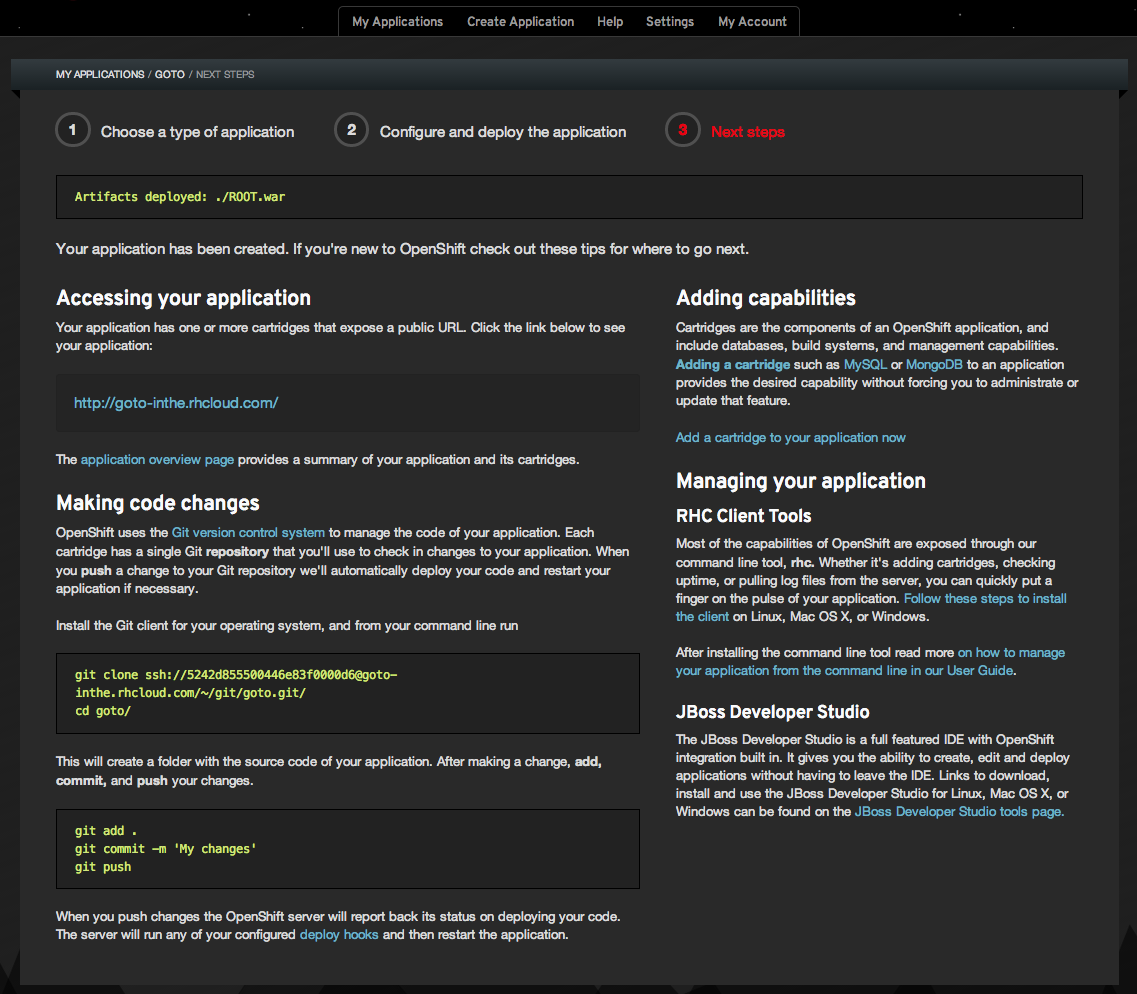 My Applications Create Application Help Settings My Account
MY APPLICATIONS / GOTO / NEXT STEPS
1 Choose a type of application 2 Configure and deploy the application 3 Next steps
Artifacts deployed: ./ROOT.war
Your application has been created. If you're new to OpenShift check out these tips for where to go next.
Accessing your application
Your application has one or more cartridges that expose a public URL. Click the link below to see
your application:
http://goto-inthe.rhcloud.com/
The application overview page provides a summary of your application and its cartridges.
Making code changes
OpenShift uses the Git version control system to manage the code of your application. Each
cartridge has a single Git repository that you'll use to check in changes to your application. When
you push a change to your Git repository we'll automatically deploy your code and restart your
application if necessary.
Install the Git client for your operating system, and from your command line run
git clone ssh://5242d855500446e83f0000d6@goto-
inthe.rhcloud.com/~/git/goto.git/
cd goto/
This will create a folder with the source code of your application. After making a change, add,
commit, and push your changes.
git add .
git commit -m 'My changes'
git push
When you push changes the OpenShift server will report back its status on deploying your code.
The server will run any of your configured deploy hooks and then restart the application.
Adding capabilities
Cartridges are the components of an OpenShift application, and
include databases, build systems, and management capabilities.
Adding a cartridge such as MySQL or MongoDB to an application
provides the desired capability without forcing you to administrate or
update that feature.
Add a cartridge to your application now
Managing your application
RHC Client Tools
Most of the capabilities of OpenShift are exposed through our
command line tool, rhc. Whether it's adding cartridges, checking
uptime, or pulling log files from the server, you can quickly put a
finger on the pulse of your application. Follow these steps to install
the client on Linux, Mac OS X, or Windows.
After installing the command line tool read more on how to manage
your application from the command line in our User Guide.
JBoss Developer Studio
The JBoss Developer Studio is a full featured IDE with OpenShift
integration built in. It gives you the ability to create, edit and deploy
applications without having to leave the IDE. Links to download,
install and use the JBoss Developer Studio for Linux, Mac OS X, or
Windows can be found on the JBoss Developer Studio tools page.